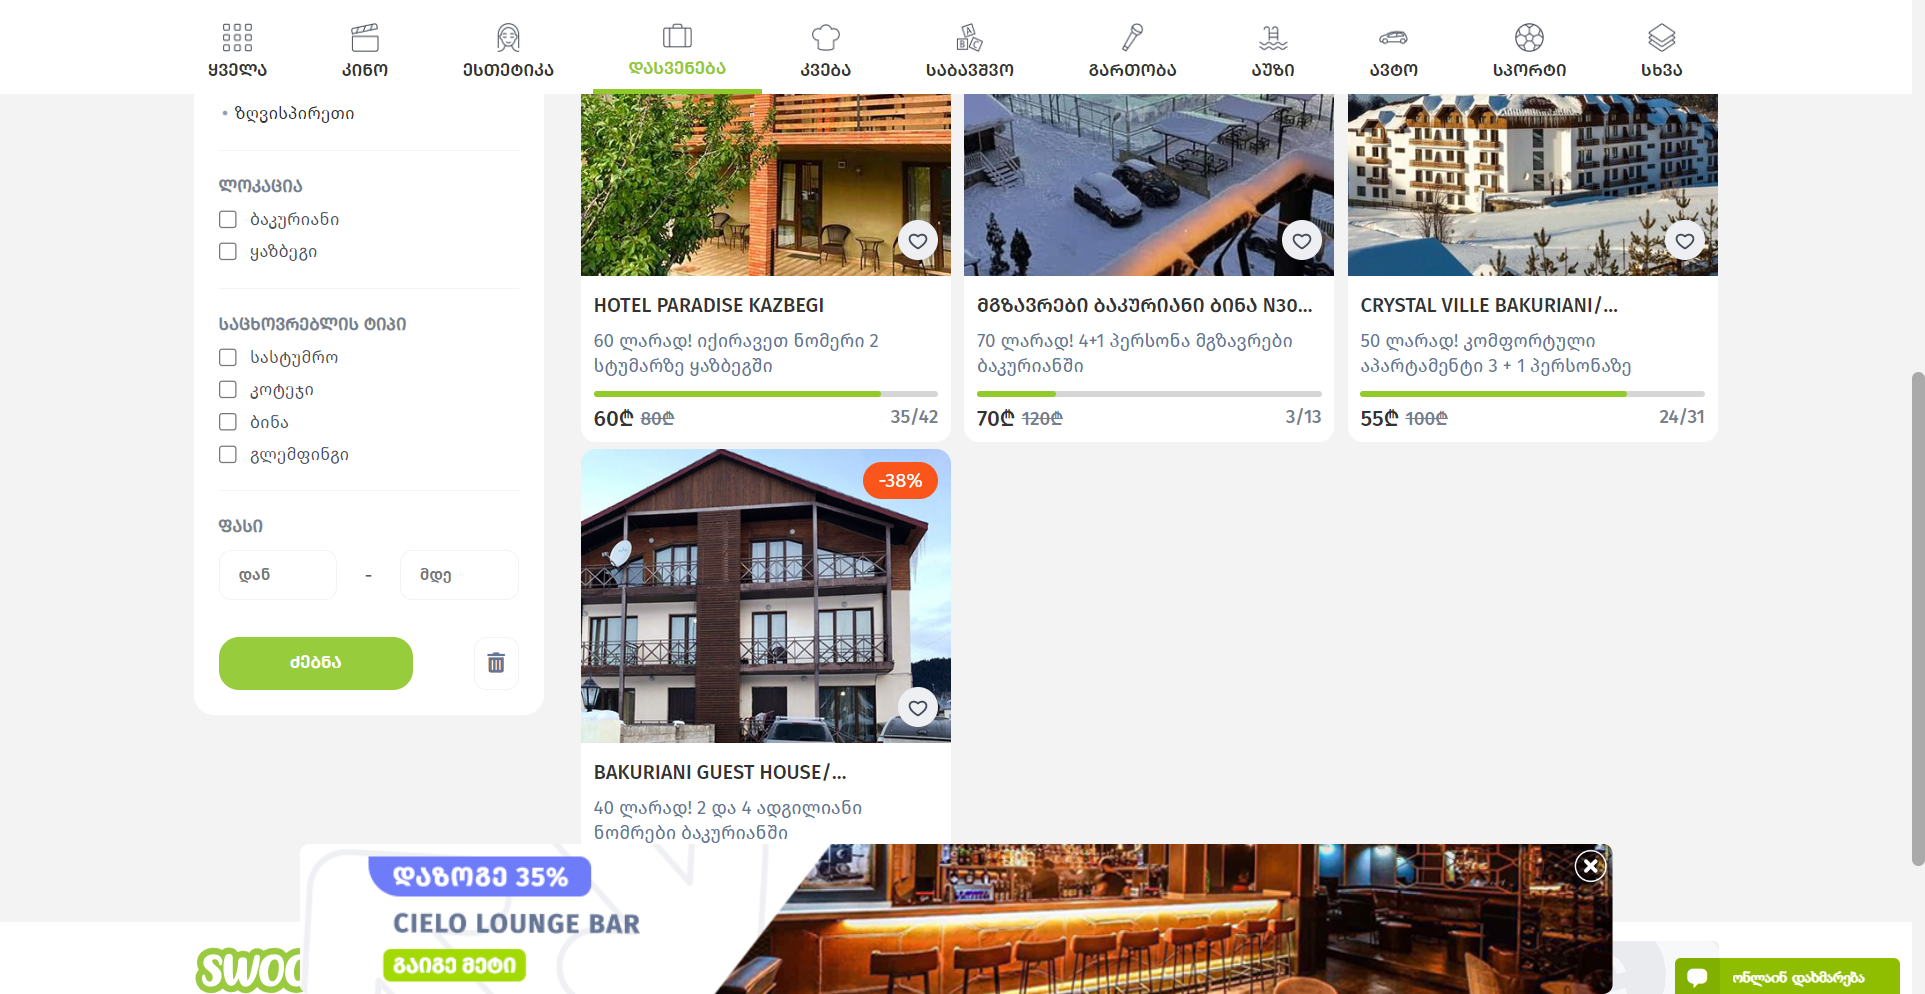 ყველა
კინო
ესთეტიკა
დასვენება
კვება
საბავშვო
გართობა
აუზი
ავტო
სპორტი
სხვა
• ზღვისპირეთი
ლოკაცია
ბაკურიანი
ყაზბეგი
საცხოვრებლის ტიპი
სასტუმრო
კოტეჯი
ბინა
გლემფინგი
ფასი
დან - მდე
ძებნა
HOTEL PARADISE KAZBEGI
60 ლარად! იქირავეთ ნომერი 2
სტუმარზე ყაზბეგში
60₾ 80₾ 35/42
მგზავრები ბაკურიანი ბინა N30...
70 ლარად! 4+1 პერსონა მგზავრები
ბაკურიანში
70₾ 120₾ 3/13
CRYSTAL VILLE BAKURIANI/...
50 ლარად! კომფორტული
აპარტამენტი 3 + 1 პერსონაზე
55₾ 100₾ 24/31
-38%
BAKURIANI GUEST HOUSE/...
40 ლარად! 2 და 4 ადგილიანი
ნომრები ბაკურიანში
დაზოგე 35%
CIELO LOUNGE BAR
გაიგე მეტი
swoo
ონლაინ დახმარება